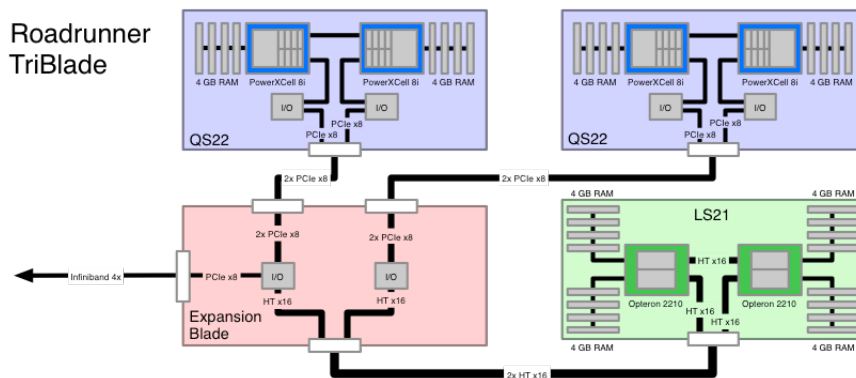 Roadrunner
TriBlade
4 GB RAM
PowerXCell 8i
PowerXCell 8i
4 GB RAM
I/O
I/O
PCIe x8
PCIe x8
QS22
4 GB RAM
PowerXCell 8i
PowerXCell 8i
4 GB RAM
I/O
I/O
PCIe x8
PCIe x8
QS22
2x PCIe x8
2x PCIe x8
2x PCIe x8
2x PCIe x8
Infiniband 4x
PCIe x8
I/O
I/O
HT x16
HT x16
Expansion
Blade
4 GB RAM
4 GB RAM
LS21
HT x16
Opteron 2210
Opteron 2210
HT x16
HT x16
4 GB RAM
4 GB RAM
2x HT x16